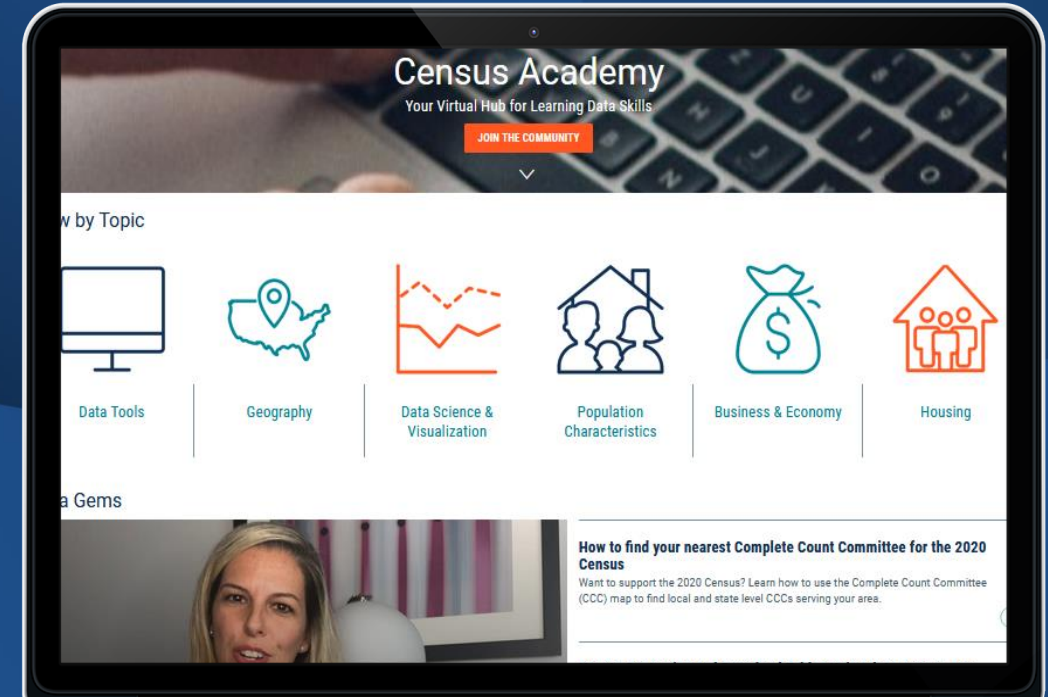 Census Academy
Your Virtual Hub for Learning Data Skills
JOIN THE COMMUNITY
w by Topic
$
Data Tools
Geography
Data Science &
Visualization
Population
Characteristics
Business & Economy
Housing
a Gems
How to find your nearest Complete Count Committee for the 2020
Census
Want to support the 2020 Census? Learn how to use the Complete Count Committee
(CCC) map to find local and state level CCCs serving your area.